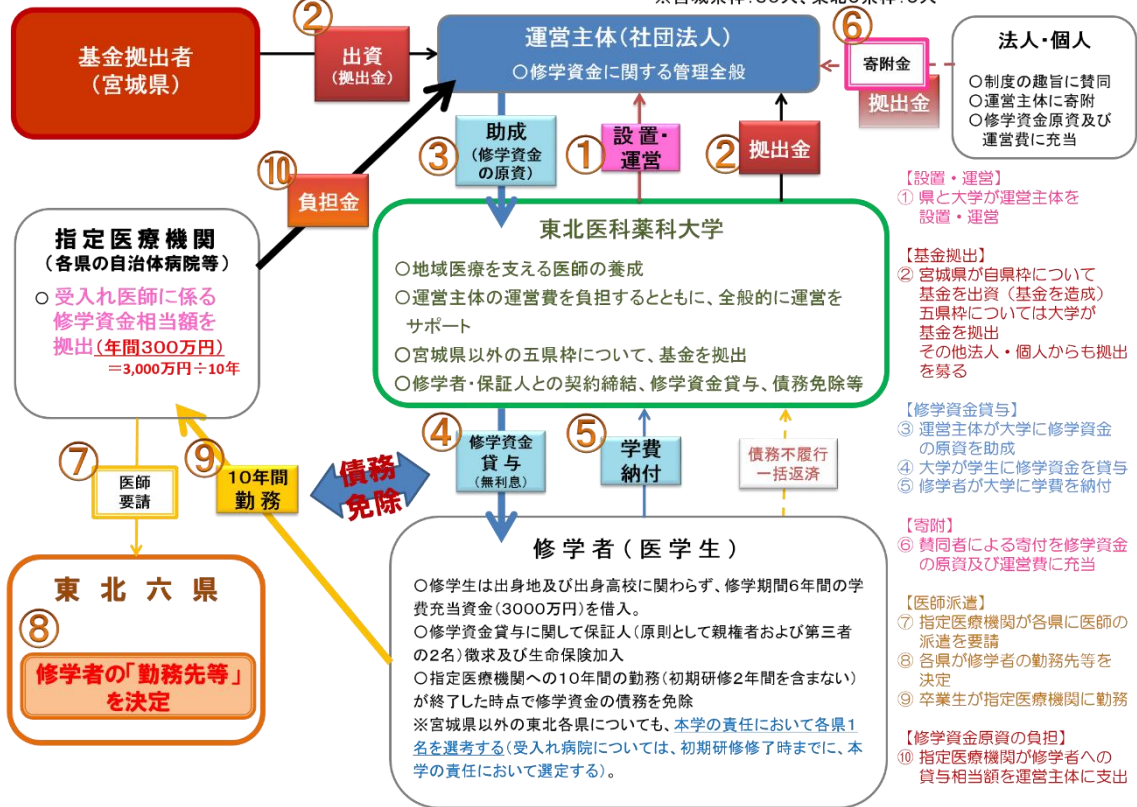 ② 出資
(拠出金)
基金拠出者
(宮城県)
運営主体(社団法人)
○修学資金に関する管理全般
⑥
寄附金
拠出金
法人・個人
○制度の趣旨に賛同
○運営主体に寄附
○修学資金原資及び
運営費に充当
③ 助成
(修学資金
の原資)
① 設置・
運営
② 拠出金
⑩
負担金
指定医療機関
(各県の自治体病院等)
○ 受入れ医師に係る
修学資金相当額を
拠出(年間300万円)
＝3,000万円÷10年
東北医科薬科大学
○地域医療を支える医師の養成
○運営主体の運営費を負担するとともに、全般的に運営を
サポート
○宮城県以外の五県枠について、基金を拠出
○修学者・保証人との契約締結、修学資金貸与、債務免除等
⑦
医師
要請
⑨
10年間
勤務
債務
免除
④ 修学資金
貸与
(無利息)
⑤ 学費
納付
債務不履行
一括返済
東北六県
⑧
修学者の「勤務先等」
を決定
修学者(医学生)
○修学生は出身地及び出身高校に関わらず、修学期間6年間の学
費充当資金(3000万円)を借入。
○修学資金貸与に関して保証人(原則として親権者および第三者
の2名)徴求及び生命保険加入
○指定医療機関への10年間の勤務(初期研修2年間を含まない)
が終了した時点で修学資金の債務を免除
※宮城県以外の東北各県についても、本学の責任において各県1
名を選考する(受入れ病院については、初期研修修了時までに、本
学の責任において選定する)。
【設置・運営】
① 県と大学が運営主体を
設置・運営
【基金拠出】
② 宮城県が自県枠について
基金を出資（基金を造成）
五県枠については大学が
基金を拠出
その他法人・個人からも拠出
を募る
【修学資金貸与】
③ 運営主体が大学に修学資金
の原資を助成
④ 大学が学生に修学資金を貸与
⑤ 修学者が大学に学費を納付
【寄附】
⑥ 賛同者による寄付を修学資金
の原資及び運営費に充当
【医師派遣】
⑦ 指定医療機関が各県に医師の
派遣を要請
⑧ 各県が修学者の勤務先等を
決定
⑨ 卒業生が指定医療機関に勤務
【修学資金原資の負担】
⑩ 指定医療機関が修学者への
貸与相当額を運営主体に支出